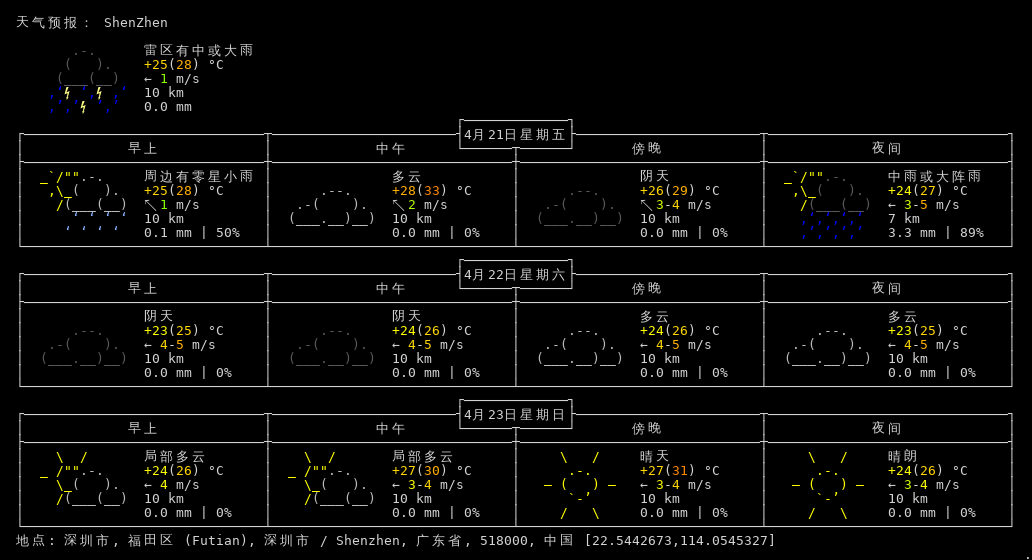 天气预报： ShenZhen
雷区有中或大雨
+25(28) °C
← 1 m/s
10 km
0.0 mm
4月21日星期五
早上 中午 傍晚 夜间
周边有零星小雨 多云 阴天 中雨或大阵雨
+25(28) °C +28(33) °C +26(29) °C +24(27) °C
↖ 1 m/s ↖ 2 m/s ↖ 3-4 m/s ← 3-5 m/s
10 km 10 km 10 km 7 km
0.1 mm | 50% 0.0 mm | 0% 0.0 mm | 0% 3.3 mm | 89%
4月22日星期六
早上 中午 傍晚 夜间
阴天 阴天 多云 多云
+23(25) °C +24(26) °C +24(26) °C +23(25) °C
← 4-5 m/s ← 4-5 m/s ← 4-5 m/s ← 4-5 m/s
10 km 10 km 10 km 10 km
0.0 mm | 0% 0.0 mm | 0% 0.0 mm | 0% 0.0 mm | 0%
4月23日星期日
早上 中午 傍晚 夜间
局部多云 局部多云 晴天 晴朗
+24(26) °C +27(30) °C +27(31) °C +24(26) °C
← 4 m/s ← 3-4 m/s ← 3-4 m/s ← 3-4 m/s
10 km 10 km 10 km 10 km
0.0 mm | 0% 0.0 mm | 0% 0.0 mm | 0% 0.0 mm | 0%
地点: 深圳市, 福田区 (Futian), 深圳市 / Shenzhen, 广东省, 518000, 中国 [22.5442673,114.0545327]